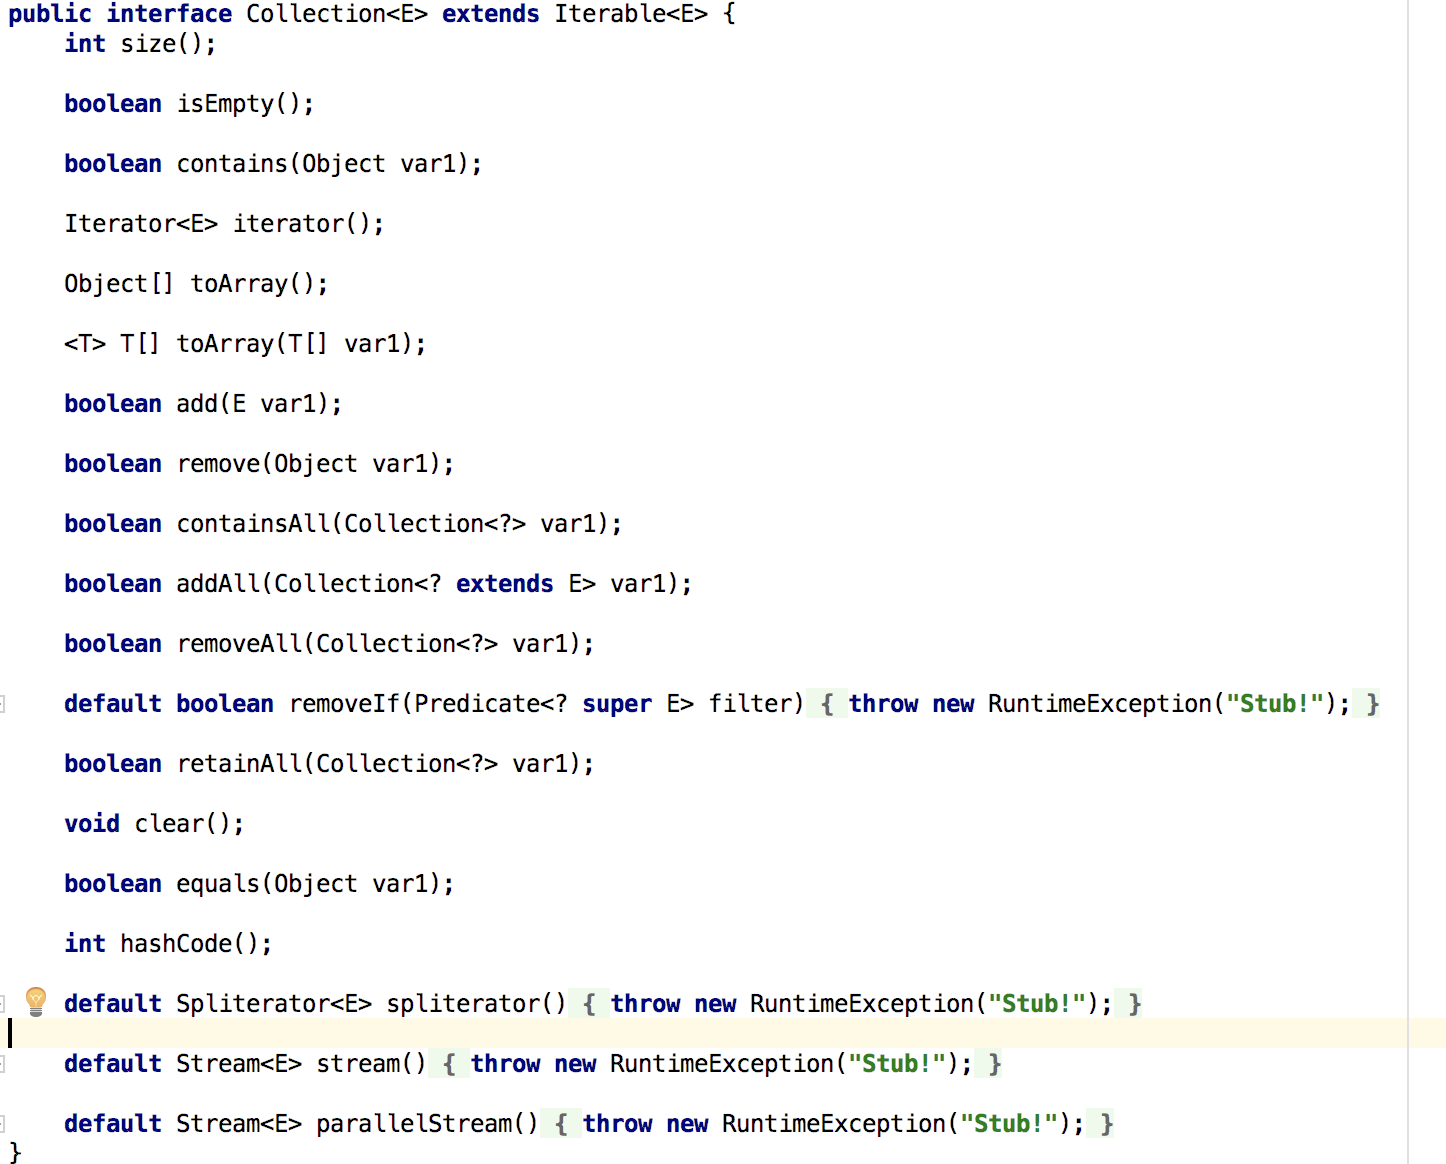 public interface Collection<E> extends Iterable<E> {
    int size();
    boolean isEmpty();
    boolean contains(Object var1);
    Iterator<E> iterator();
    Object[] toArray();
    <T> T[] toArray(T[] var1);
    boolean add(E var1);
    boolean remove(Object var1);
    boolean containsAll(Collection<?> var1);
    boolean addAll(Collection<? extends E> var1);
    boolean removeAll(Collection<?> var1);
    default boolean removeIf(Predicate<? super E> filter) { throw new RuntimeException("Stub!"); }
    boolean retainAll(Collection<?> var1);
    void clear();
    boolean equals(Object var1);
    int hashCode();
    default Spliterator<E> spliterator() { throw new RuntimeException("Stub!"); }
    default Stream<E> stream() { throw new RuntimeException("Stub!"); }
    default Stream<E> parallelStream() { throw new RuntimeException("Stub!"); }
}